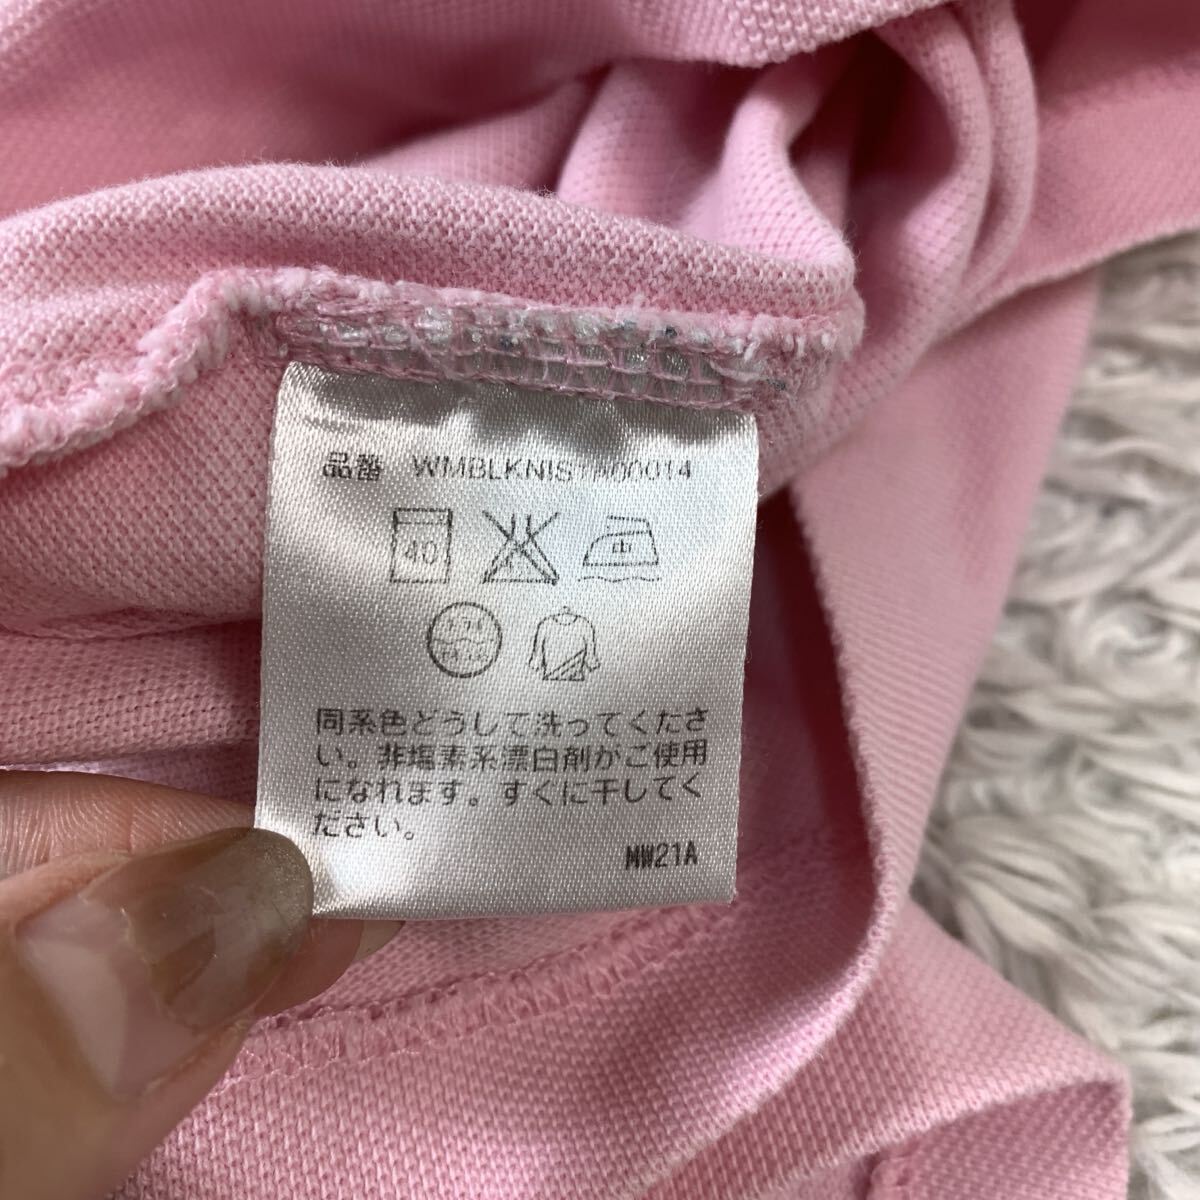 品番 WMBLKNIS
40
中
同系色どうしで洗ってくださ
い。非塩素系漂白剤がご使用
になれます。すぐに干してく
ださい。
MW21A